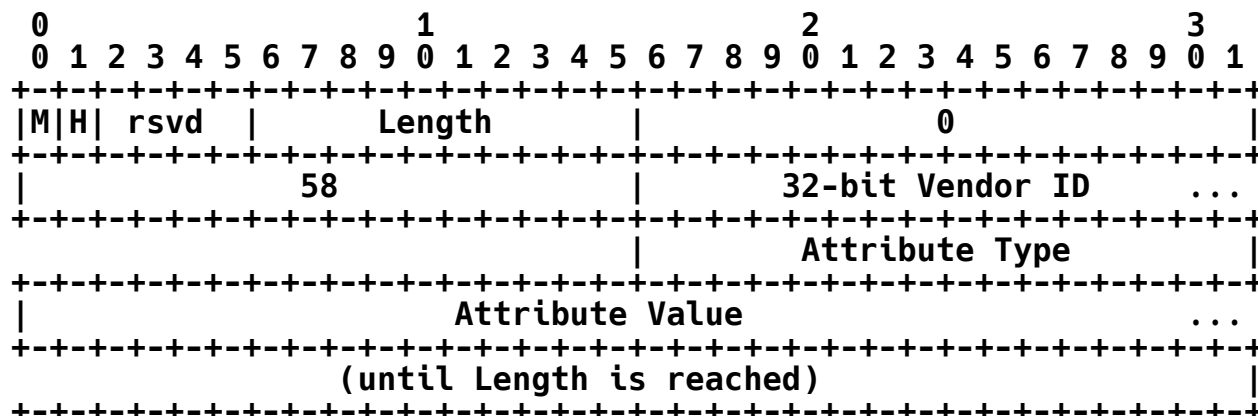 0                   1                   2                   3
 0 1 2 3 4 5 6 7 8 9 0 1 2 3 4 5 6 7 8 9 0 1 2 3 4 5 6 7 8 9 0 1
+-+-+-+-+-+-+-+-+-+-+-+-+-+-+-+-+-+-+-+-+-+-+-+-+-+-+-+-+-+-+-+-+
|M|H| rsvd  |      Length       |               0               |
+-+-+-+-+-+-+-+-+-+-+-+-+-+-+-+-+-+-+-+-+-+-+-+-+-+-+-+-+-+-+-+-+
|              58               |       32-bit Vendor ID     ...
+-+-+-+-+-+-+-+-+-+-+-+-+-+-+-+-+-+-+-+-+-+-+-+-+-+-+-+-+-+-+-+-+
                                |        Attribute Type         |
+-+-+-+-+-+-+-+-+-+-+-+-+-+-+-+-+-+-+-+-+-+-+-+-+-+-+-+-+-+-+-+-+
|                      Attribute Value                       ...
+-+-+-+-+-+-+-+-+-+-+-+-+-+-+-+-+-+-+-+-+-+-+-+-+-+-+-+-+-+-+-+-+
                 (until Length is reached)                      |
+-+-+-+-+-+-+-+-+-+-+-+-+-+-+-+-+-+-+-+-+-+-+-+-+-+-+-+-+-+-+-+-+